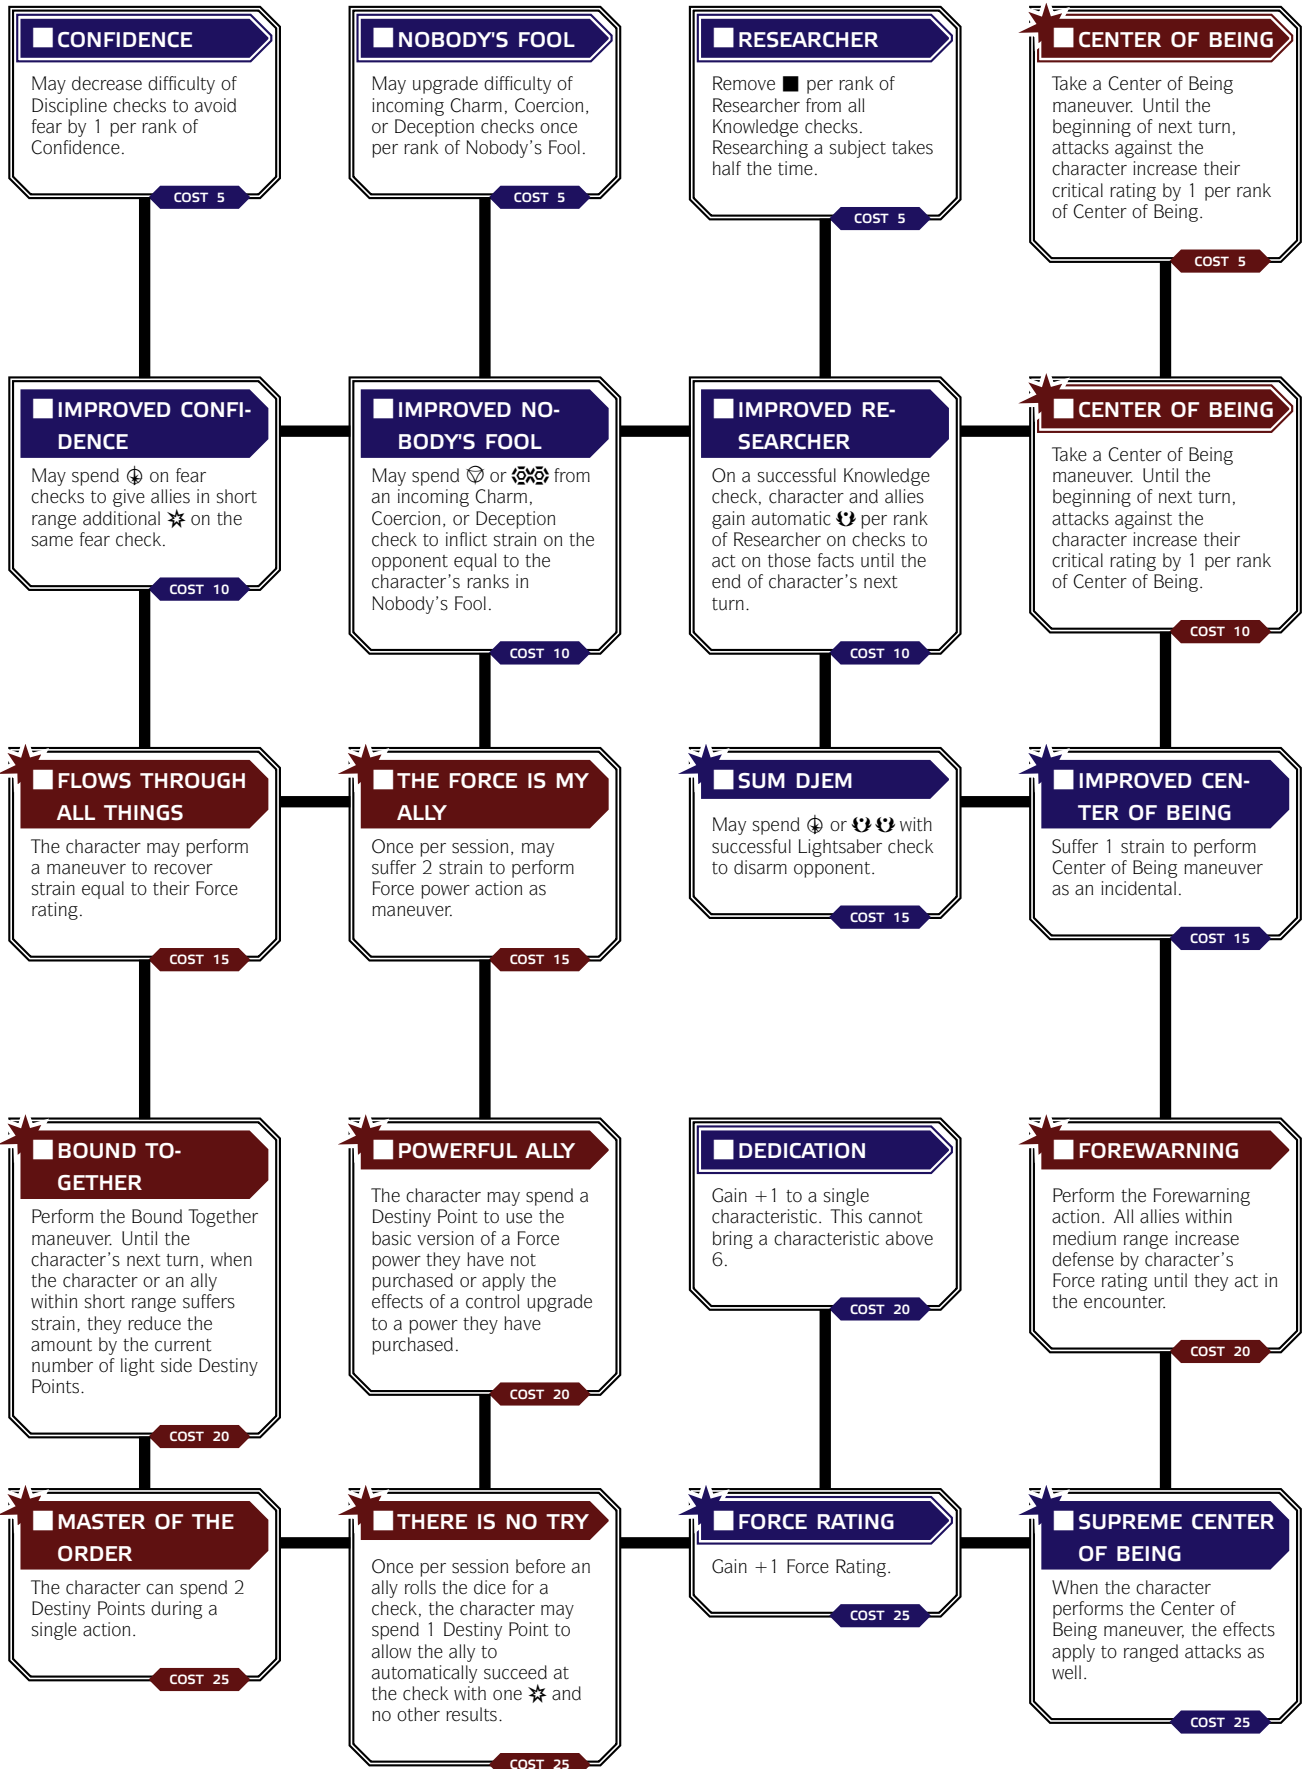 CONFIDENCE
May decrease difficulty of
Discipline checks to avoid
fear by 1 per rank of
Confidence.
COST 5
NOBODY'S FOOL
May upgrade difficulty of
incoming Charm, Coercion,
or Deception checks once
per rank of Nobody's Fool.
COST 5
RESEARCHER
Remove ■ per rank of
Researcher from all
Knowledge checks.
Researching a subject takes
half the time.
COST 5
CENTER OF BEING
Take a Center of Being
maneuver. Until the
beginning of next turn,
attacks against the
character increase their
critical rating by 1 per rank
of Center of Being.
COST 5
IMPROVED CONFI-
DENCE
May spend on fear
checks to give allies in short
range additional on the
same fear check.
COST 10
IMPROVED NO-
BODY'S FOOL
May spend or from
an incoming Charm,
Coercion, or Deception
check to inflict strain on the
opponent equal to the
character's ranks in
Nobody's Fool.
COST 10
IMPROVED RE-
SEARCHER
On a successful Knowledge
check, character and allies
gain automatic per rank
of Researcher on checks to
act on those facts until the
end of character's next
turn.
COST 10
CENTER OF BEING
Take a Center of Being
maneuver. Until the
beginning of next turn,
attacks against the
character increase their
critical rating by 1 per rank
of Center of Being.
COST 10
FLOWS THROUGH
ALL THINGS
The character may perform
a maneuver to recover
strain equal to their Force
rating.
COST 15
THE FORCE IS MY
ALLY
Once per session, may
suffer 2 strain to perform
Force power action as
maneuver.
COST 15
SUM DJEM
May spend or with
successful Lightsaber check
to disarm opponent.
COST 15
IMPROVED CEN-
TER OF BEING
Suffer 1 strain to perform
Center of Being maneuver
as an incidental.
COST 15
BOUND TO-
GETHER
Perform the Bound Together
maneuver. Until the
character's next turn, when
the character or an ally
within short range suffers
strain, they reduce the
amount by the current
number of light side Destiny
Points.
COST 20
POWERFUL ALLY
The character may spend a
Destiny Point to use the
basic version of a Force
power they have not
purchased or apply the
effects of a control upgrade
to a power they have
purchased.
COST 20
DEDICATION
Gain +1 to a single
characteristic. This cannot
bring a characteristic above
6.
COST 20
FOREWARNING
Perform the Forewarning
action. All allies within
medium range increase
defense by character's
Force rating until they act in
the encounter.
COST 20
MASTER OF THE
ORDER
The character can spend 2
Destiny Points during a
single action.
COST 25
THERE IS NO TRY
Once per session before an
ally rolls the dice for a
check, the character may
spend 1 Destiny Point to
allow the ally to
automatically succeed at
the check with one and
no other results.
COST 25
FORCE RATING
Gain +1 Force Rating.
COST 25
SUPREME CENTER
OF BEING
When the character
performs the Center of
Being maneuver, the effects
apply to ranged attacks as
well.
COST 25